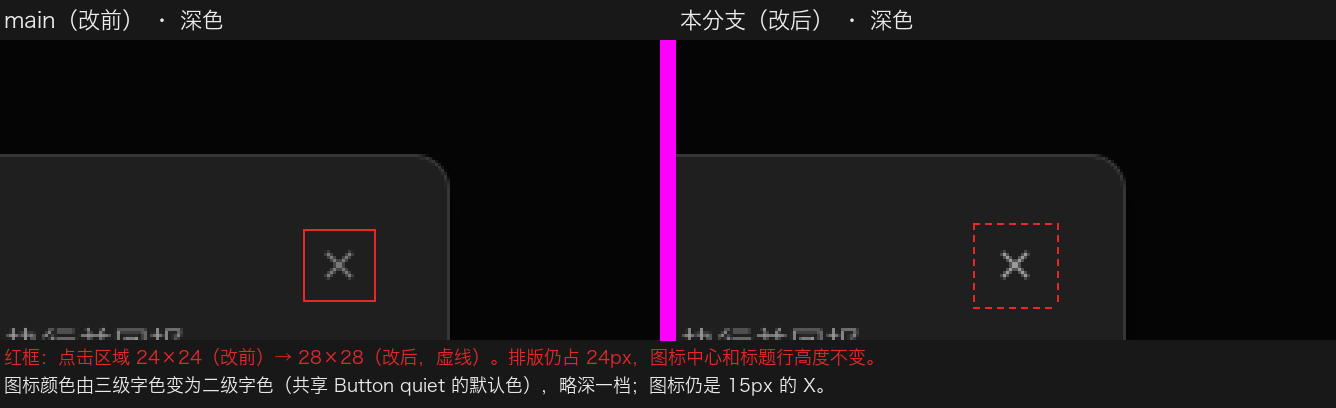 main（改前） · 深色
本分支（改后） · 深色
红框：点击区域 24×24（改前）→ 28×28（改后，虚线）。排版仍占 24px，图标中心和标题行高度不变。
图标颜色由三级字色变为二级字色（共享 Button quiet 的默认色），略深一档；图标仍是 15px 的 X。